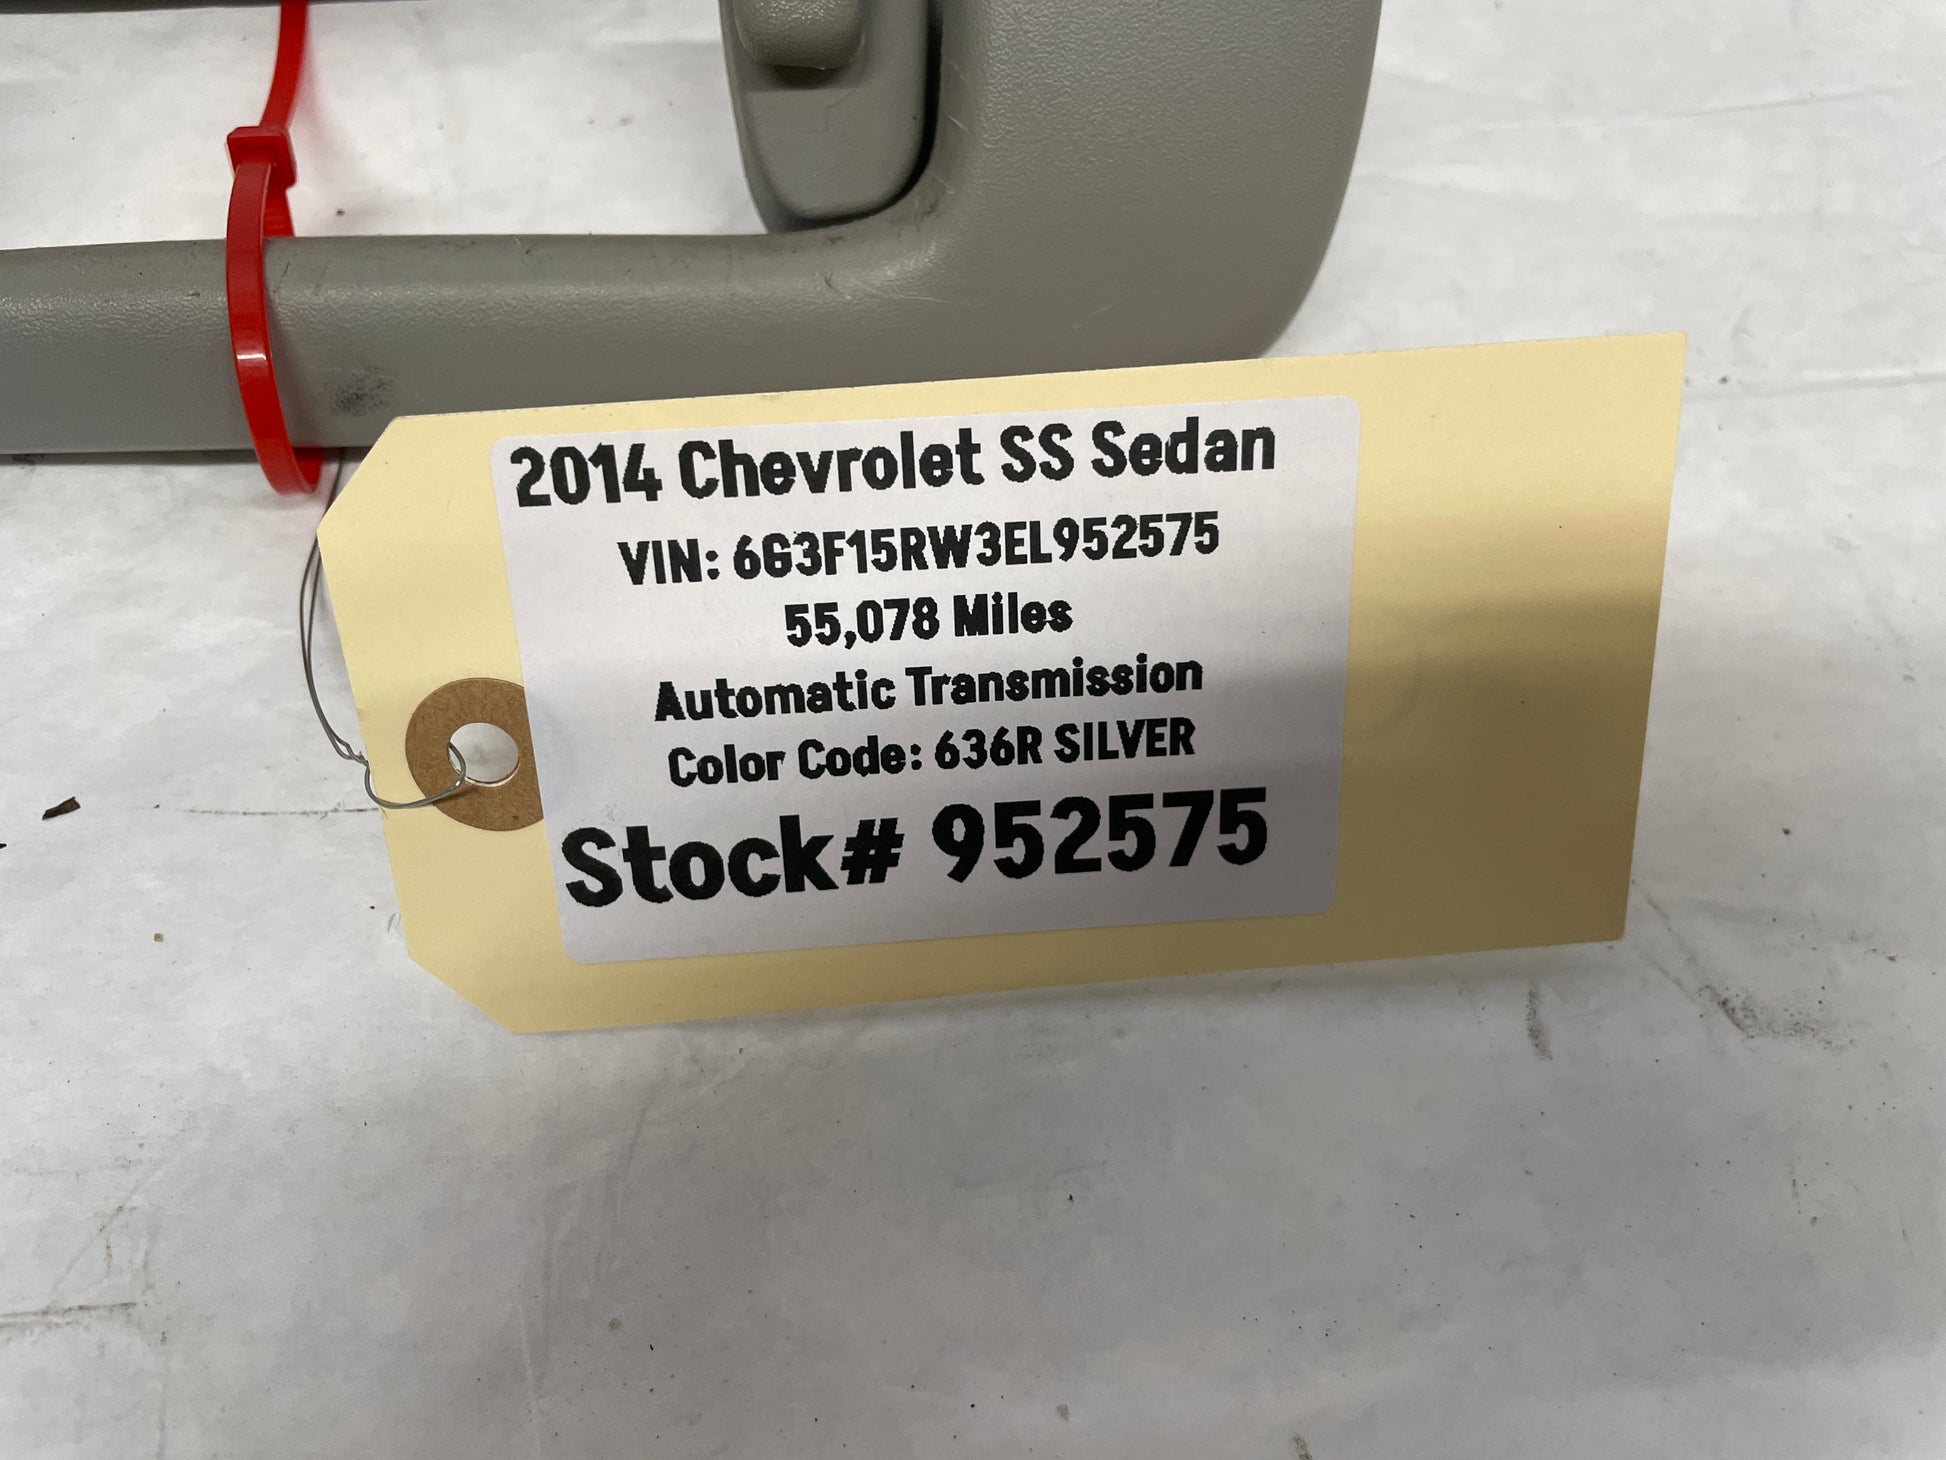 2014 Chevrolet SS Sedan
VIN: 6G3F15RW3EL952575
55,078 Miles
Automatic Transmission
Color Code: 636R SILVER
Stock# 952575